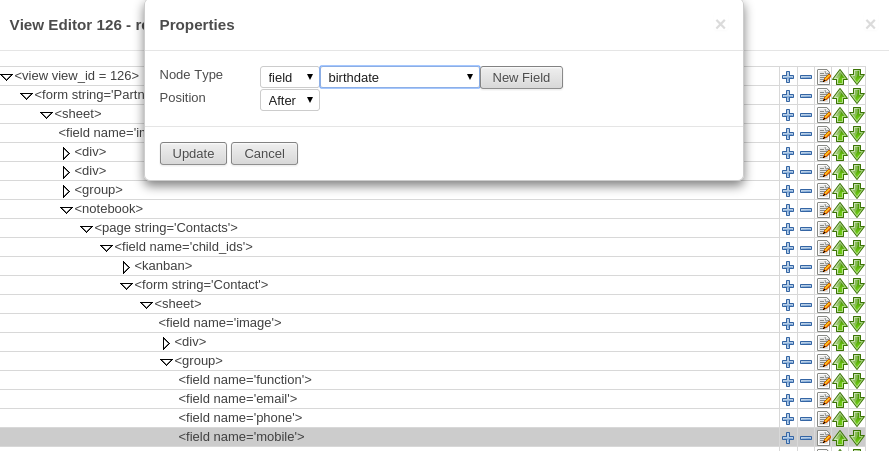 View Editor 126 - r
Properties
×
×
Node Type
field
birthdate
New Field
Position
After
Update
Cancel
<view view_id = 126>
<form string='Partn
<sheet>
<field name='im
<div>
<div>
<group>
<notebook>
<page string='Contacts'>
<field name='child_ids'>
<kanban>
<form string='Contact'>
<sheet>
<field name='image'>
<div>
<group>
<field name='function'>
<field name='email'>
<field name='phone'>
<field name='mobile'>